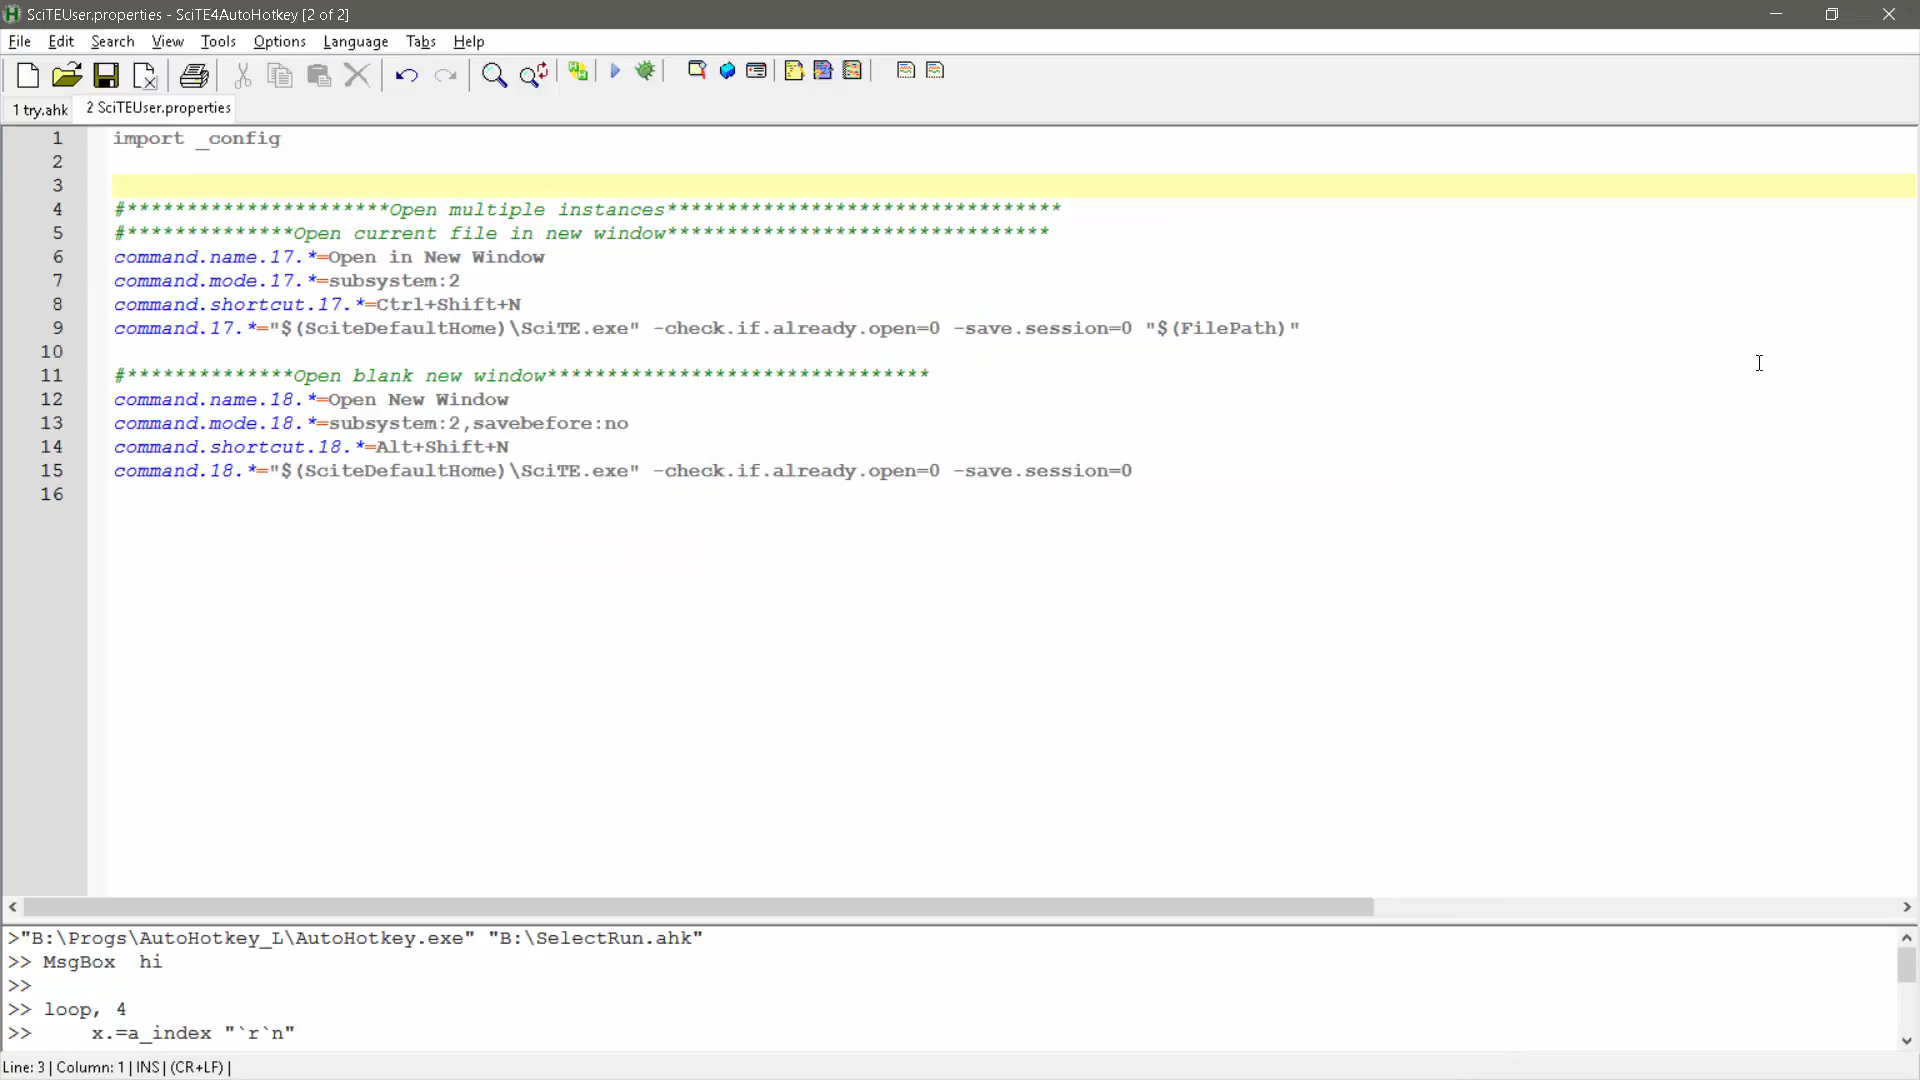 SciTEUser.properties - SciTE4AutoHotkey [2 of 2]
File Edit Search View Tools Options Language Tabs Help
1 try.ahk 2 SciTEUser.properties
1 import _config
2
3
4 #**********************Open multiple instances*********************************
5 #**************Open current file in new window********************************
6 command.name.17.*=Open in New Window
7 command.mode.17.*=subsystem:2
8 command.shortcut.17.*=Ctrl+Shift+N
9 command.17.*="$(SciteDefaultHome)\SciTE.exe" -check.if.already.open=0 -save.session=0 "$(FilePath)"
10
11 #**************Open blank new window********************************
12 command.name.18.*=Open New Window
13 command.mode.18.*=subsystem:2,savebefore:no
14 command.shortcut.18.*=Alt+Shift+N
15 command.18.*="$(SciteDefaultHome)\SciTE.exe" -check.if.already.open=0 -save.session=0
16
>"B:\Progs\AutoHotkey_L\AutoHotkey.exe" "B:\SelectRun.ahk"
>> MsgBox  hi
>>
>> loop, 4
>>     x.=a_index "`r`n"
Line: 3 | Column: 1 | INS | (CR+LF) |